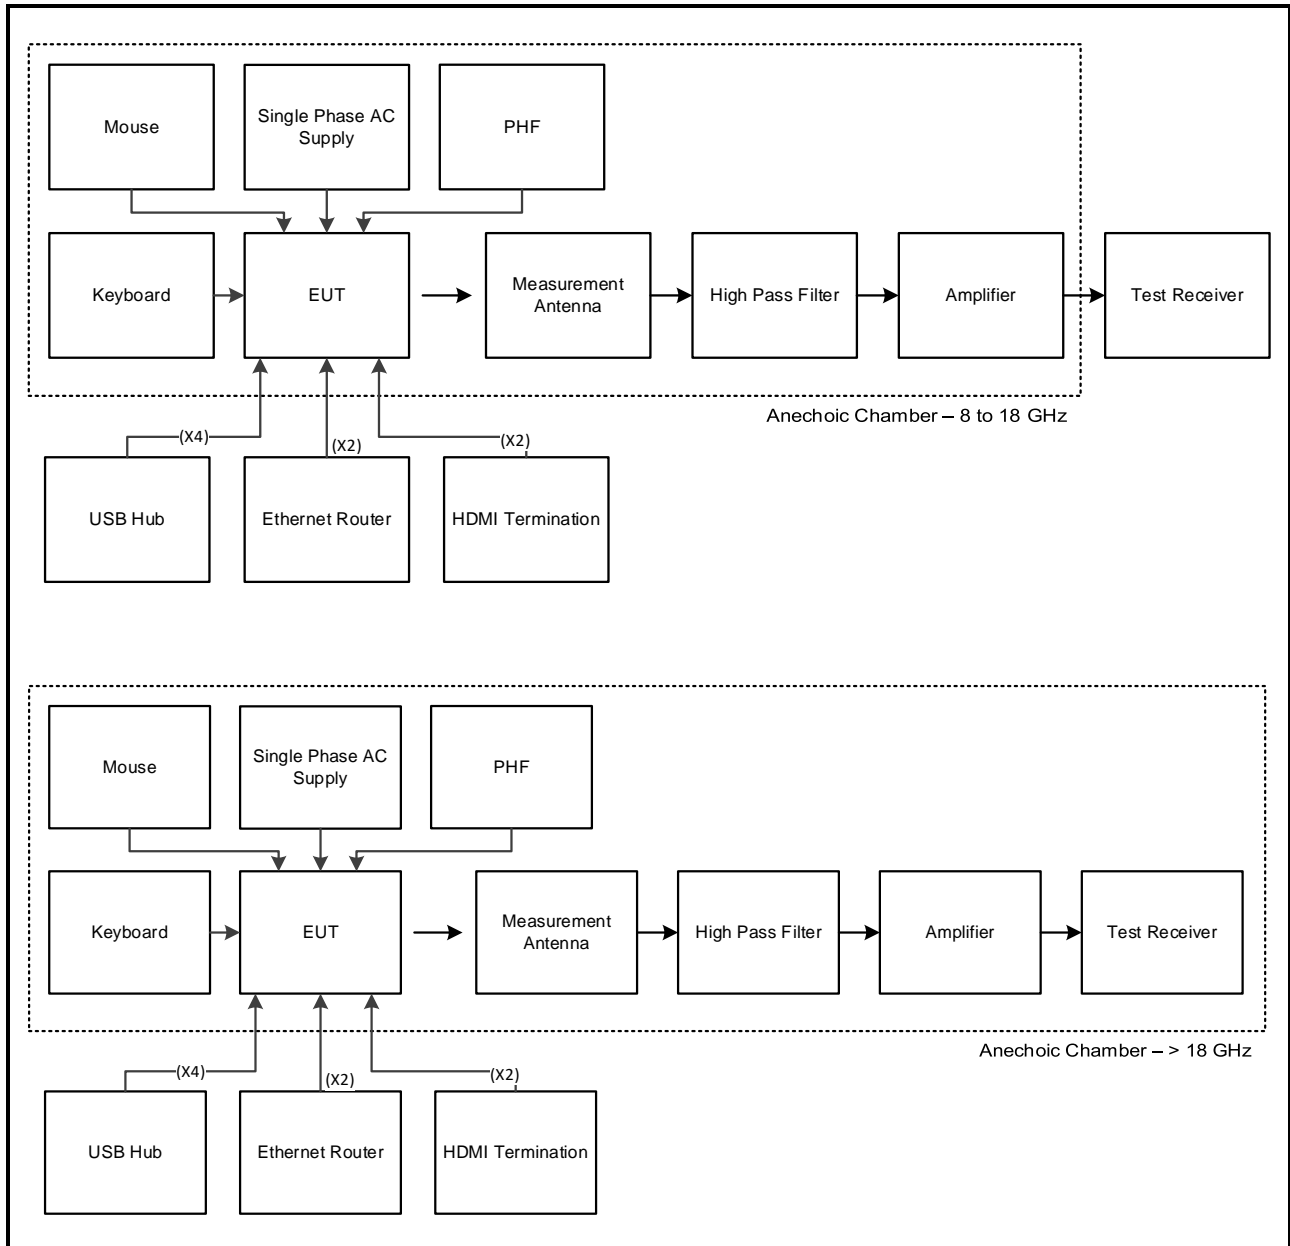 Mouse
Single Phase AC
Supply
PHF
Keyboard
EUT
Measurement
Antenna
High Pass Filter
Amplifier
Test Receiver
Anechoic Chamber – 8 to 18 GHz
(X4)
(X2)
(X2)
USB Hub
Ethernet Router
HDMI Termination
Mouse
Single Phase AC
Supply
PHF
Keyboard
EUT
Measurement
Antenna
High Pass Filter
Amplifier
Test Receiver
Anechoic Chamber – > 18 GHz
(X4)
(X2)
(X2)
USB Hub
Ethernet Router
HDMI Termination